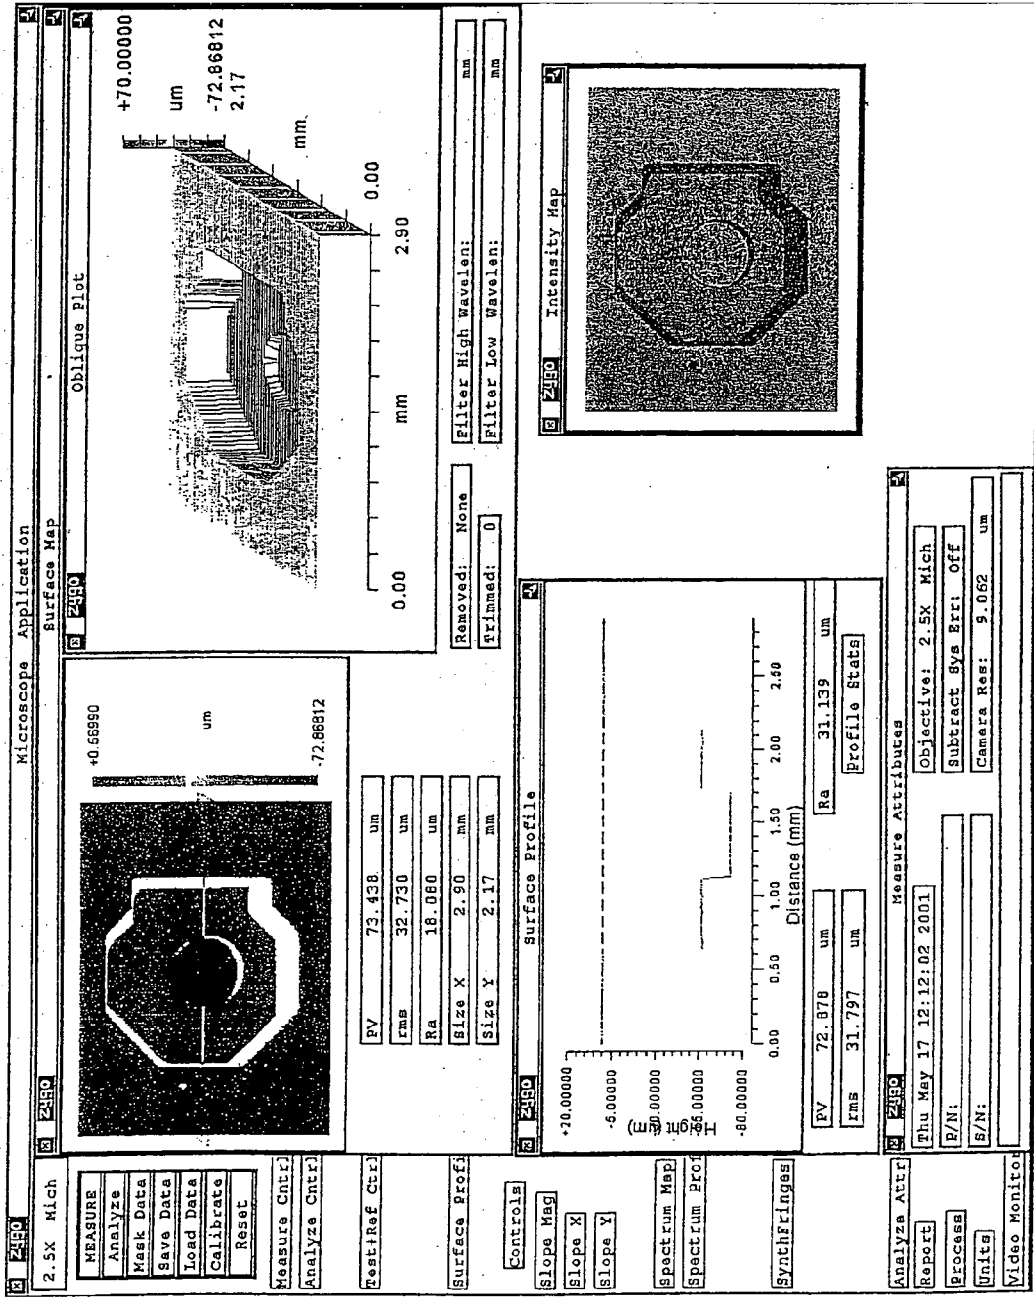 zygo
Microscope Application
2.5X Mich
MEASURE
Analyze
Mask Data
Save Data
Load Data
Calibrate
Reset
Measure Cntrl
Analyze Cntrl
Test+Ref Ctrl
Surface Profi
Controls
Slope Mag
Slope X
Slope Y
Spectrum Map
Spectrum Prof
SynthFringes
Analyze Attr
Report
Process
Units
Video Monitor
zygo
Surface Map
+0.56990
um
-72.86812
PV 73.438 um
rms 32.730 um
Ra 18.080 um
Size X 2.90 mm
Size Y 2.17 mm
zygo
Oblique Plot
+70.00000
um
-72.86812
2.17
mm
0.00
2.90
mm
0.00
Removed: None
Trimmed: 0
Filter High Wavelen: mm
Filter Low Wavelen: mm
zygo
Surface Profile
+20.00000
-5.00000
-80.00000
0.00
0.50
1.00
1.50
2.00
2.50
Distance (mm)
PV 72.878 um
rms 31.797 um
Ra 31.139 um
Profile Stats
zygo
Intensity Map
zygo
Measure Attributes
Thu May 17 12:12:02 2001
P/N:
S/N:
Objective: 2.5X Mich
Subtract Sys Err: Off
Camera Res: 9.062 um